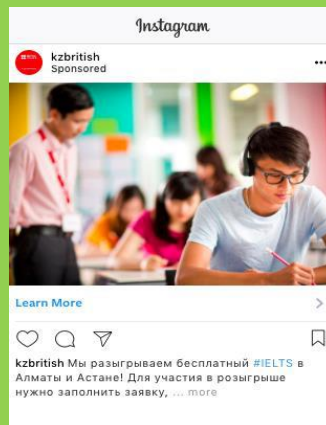 Instagram
kzbritish
Sponsored
Learn More
kzbritish Мы разыгрываем бесплатный #IELTS в
Алматы и Астане! Для участия в розыгрыше
нужно заполнить заявку, ... more